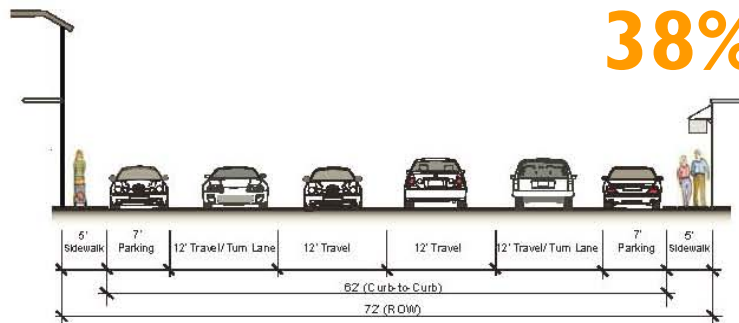 38%
5' Sidewalk
7' Parking
12' Travel/Turn Lane
12' Travel
12' Travel
12' Travel/Turn Lane
7' Parking
5' Sidewalk
62' (Curb-to-Curb)
72' (ROW)